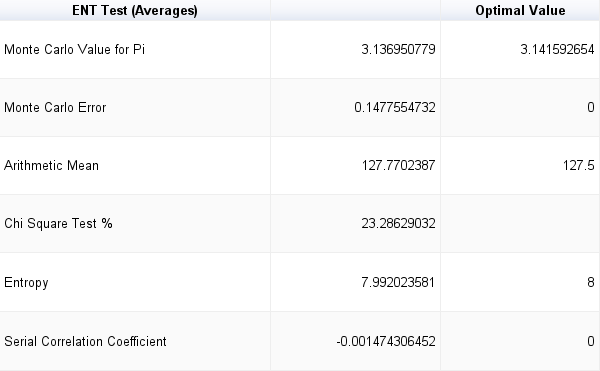 ENT Test (Averages) Optimal Value
Monte Carlo Value for Pi 3.136950779 3.141592654
Monte Carlo Error 0.1477554732 0
Arithmetic Mean 127.7702387 127.5
Chi Square Test % 23.28629032
Entropy 7.992023581 8
Serial Correlation Coefficient -0.001474306452 0